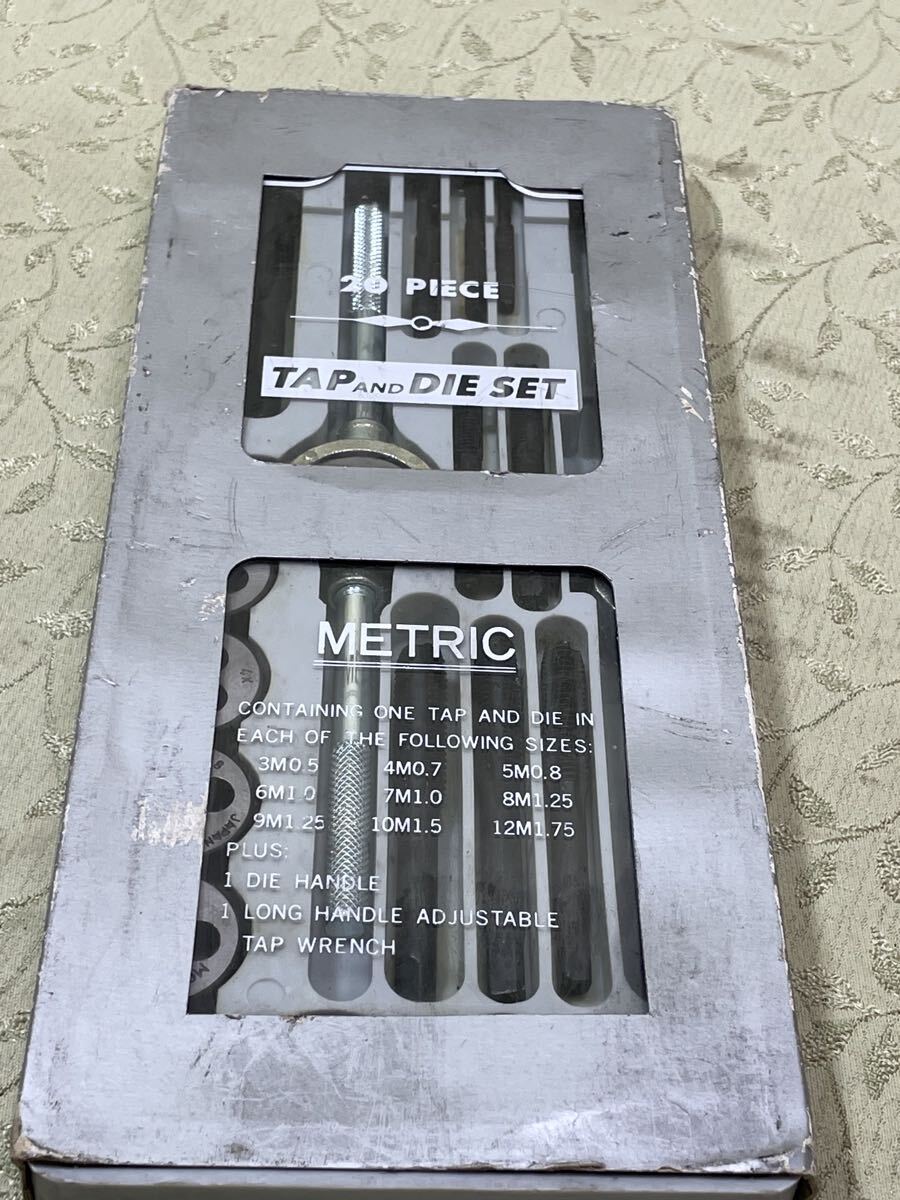 20 PIECE
TAP AND DIE SET
METRIC
CONTAINING ONE TAP AND DIE IN
EACH OF THE FOLLOWING SIZES:
3M0.5 4M0.7 5M0.8
6M1.0 7M1.0 8M1.25
9M1.25 10M1.5 12M1.75
PLUS:
1 DIE HANDLE
1 LONG HANDLE ADJUSTABLE
TAP WRENCH
JAPAN